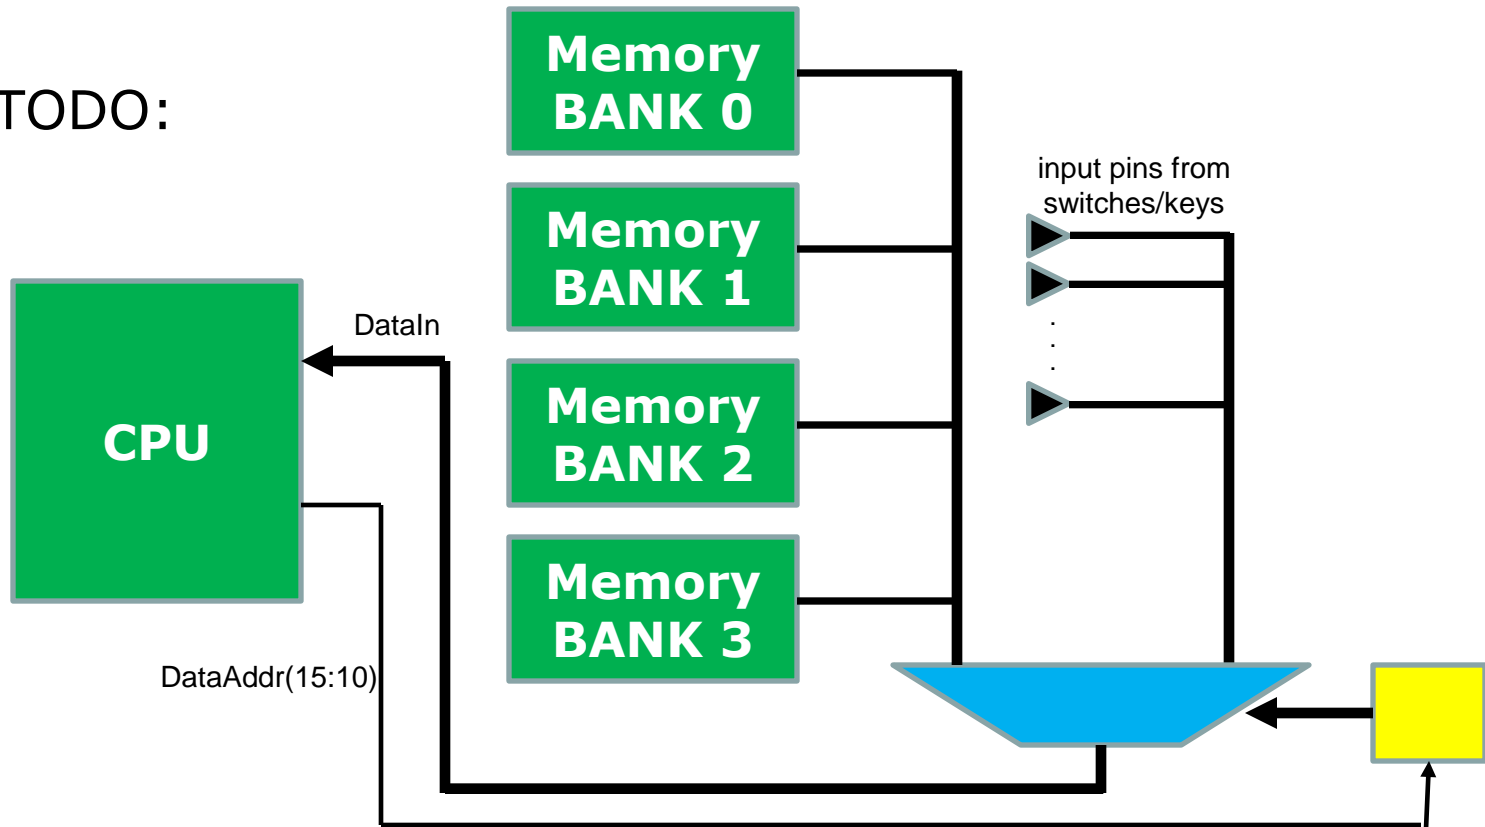 TODO:
Memory
BANK 0
input pins from
switches/keys
Memory
BANK 1
DataIn
.
.
.
Memory
BANK 2
CPU
Memory
BANK 3
DataAddr(15:10)